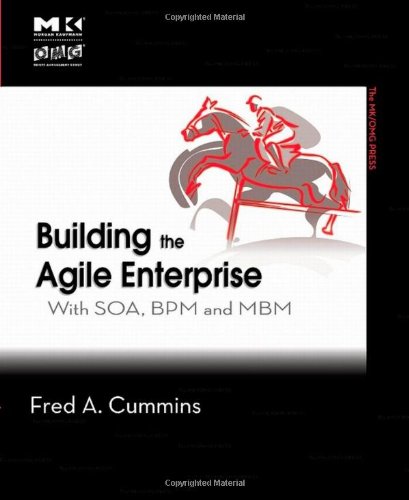 Copyrighted Material
MK
MORGAN KAUFMANN
OMG
OBJECT MANAGEMENT GROUP
The MK/OMG PRESS
Building the
Agile Enterprise
With SOA, BPM and MBM
Fred A. Cummins
Copyrighted Material